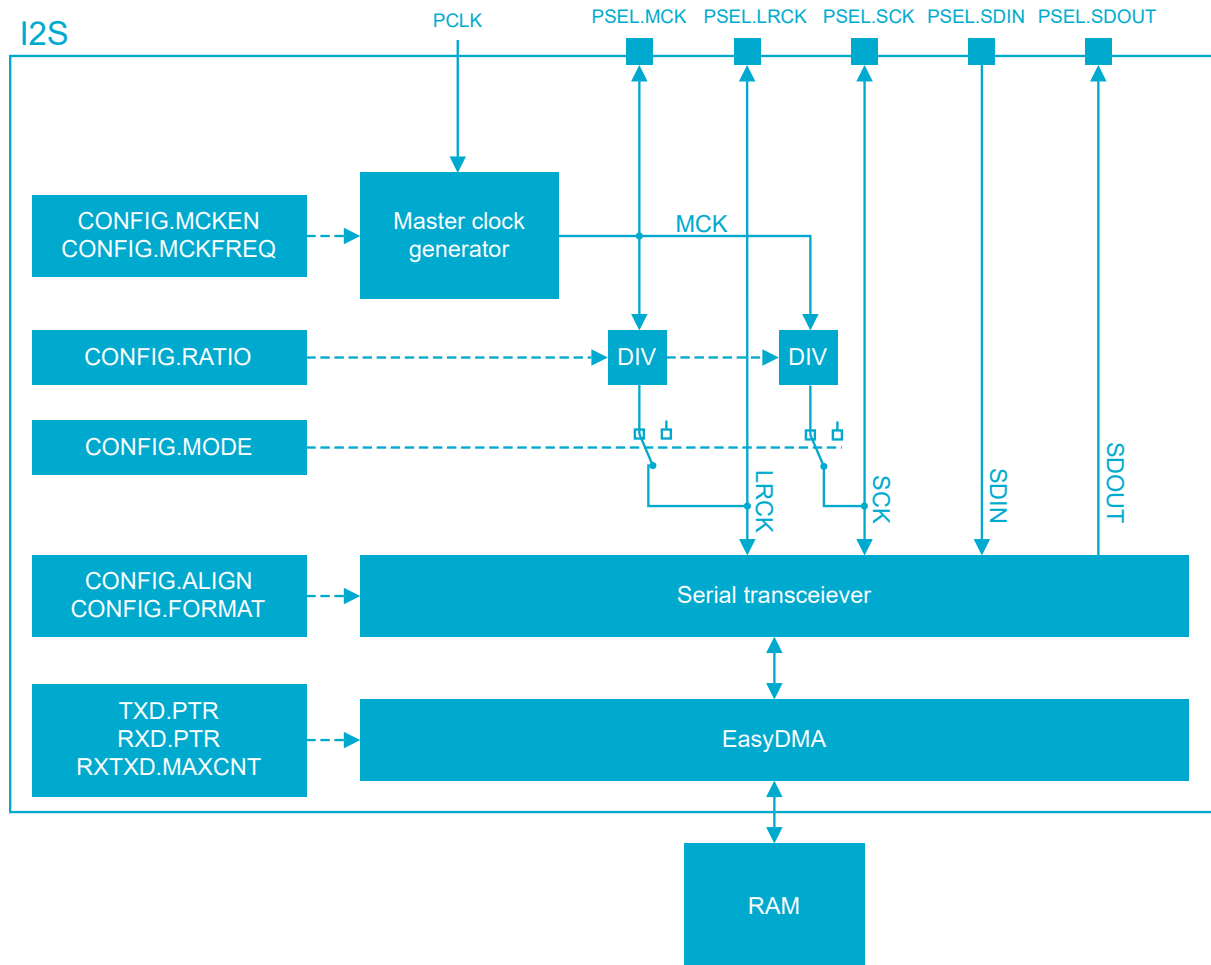 I2S
PCLK
PSEL.MCK
PSEL.LRCK
PSEL.SCK
PSEL.SDIN
PSEL.SDOUT
CONFIG.MCKEN
CONFIG.MCKFREQ
Master clock
generator
MCK
CONFIG.RATIO
DIV
DIV
CONFIG.MODE
LRCK
SCK
SDIN
SDOUT
CONFIG.ALIGN
CONFIG.FORMAT
Serial transceiever
TXD.PTR
RXD.PTR
RXTXD.MAXCNT
EasyDMA
RAM